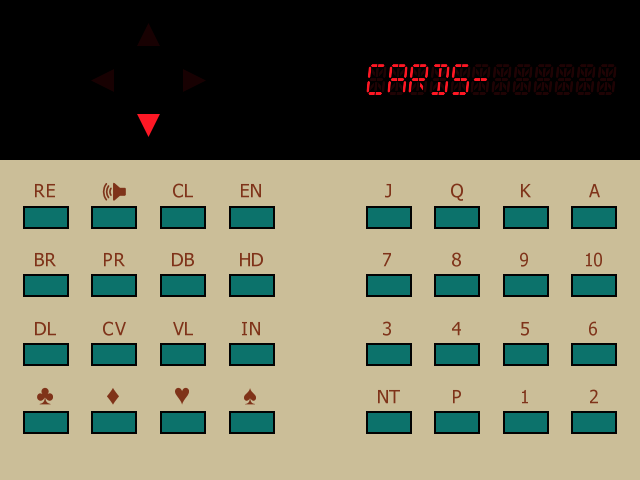 CARDS-
RE CL EN J Q K A
BR PR DB HD 7 8 9 10
DL CV VL IN 3 4 5 6
♣ ♦ ♥ ♠ NT P 1 2